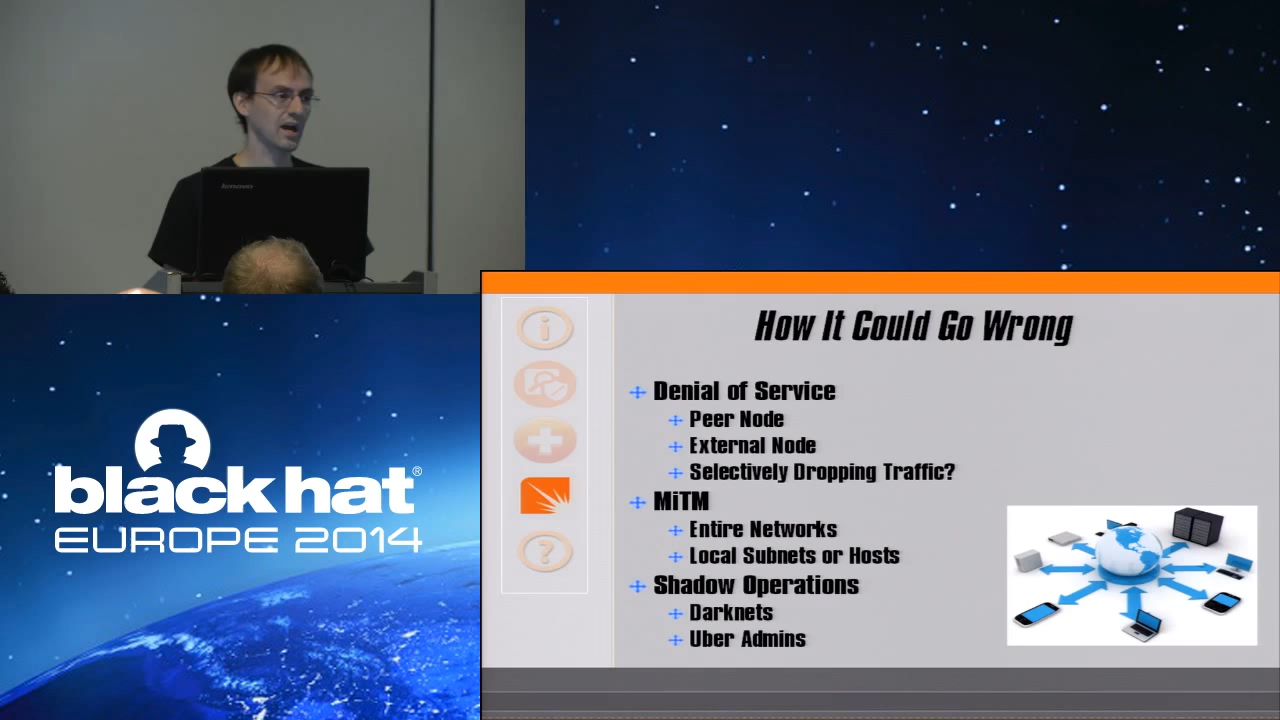 lenovo
How It Could Go Wrong
Denial of Service
Peer Node
External Node
Selectively Dropping Traffic?
MiTM
Entire Networks
Local Subnets or Hosts
Shadow Operations
Darknets
Uber Admins
black hat®
EUROPE 2014